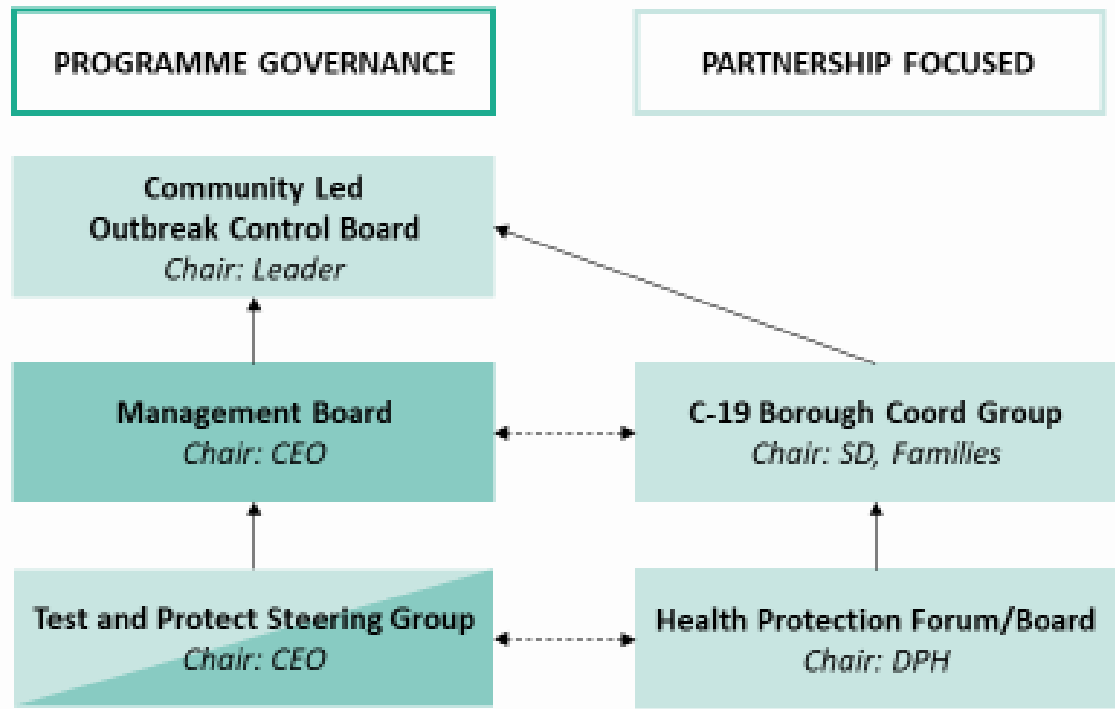 PROGRAMME GOVERNANCE
PARTNERSHIP FOCUSED
Community Led
Outbreak Control Board
Chair: Leader
Management Board
Chair: CEO
C-19 Borough Coord Group
Chair: SD, Families
Test and Protect Steering Group
Chair: CEO
Health Protection Forum/Board
Chair: DPH